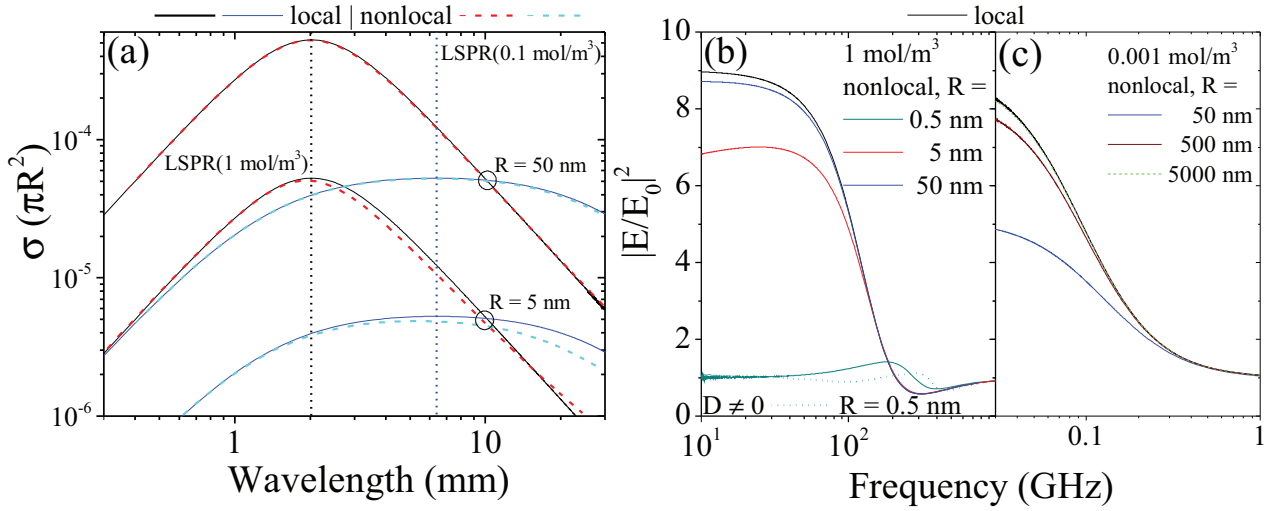 local | nonlocal
(a)
LSPR(0.1 mol/m³)
LSPR(1 mol/m³)
R = 50 nm
R = 5 nm
σ (πR²)
10⁻⁴
10⁻⁵
10⁻⁶
1
10
Wavelength (mm)
local
(b)
1 mol/m³
nonlocal, R =
0.5 nm
5 nm
50 nm
D ≠ 0
R = 0.5 nm
|E/E₀|²
8
6
4
2
0
10¹
10²
(c)
0.001 mol/m³
nonlocal, R =
50 nm
500 nm
5000 nm
0.1
1
Frequency (GHz)